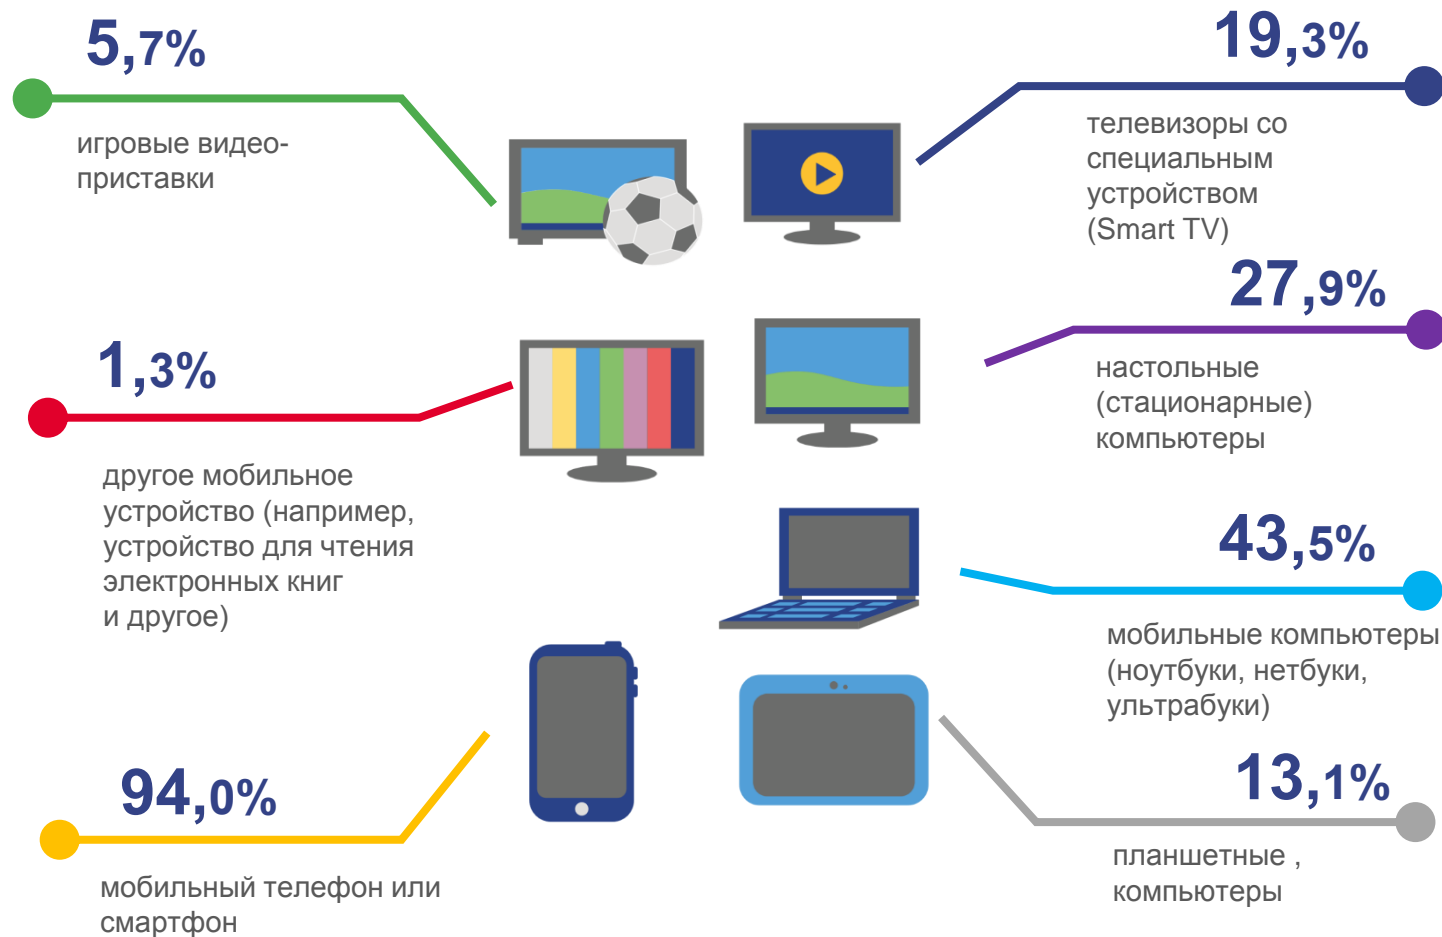 5,7%
игровые видео-
приставки
1,3%
другое мобильное
устройство (например,
устройство для чтения
электронных книг
и другое)
94,0%
мобильный телефон или
смартфон
19,3%
телевизоры со
специальным
устройством
(Smart TV)
27,9%
настольные
(стационарные)
компьютеры
43,5%
мобильные компьютеры
(ноутбуки, нетбуки,
ультрабуки)
13,1%
планшетные ,
компьютеры